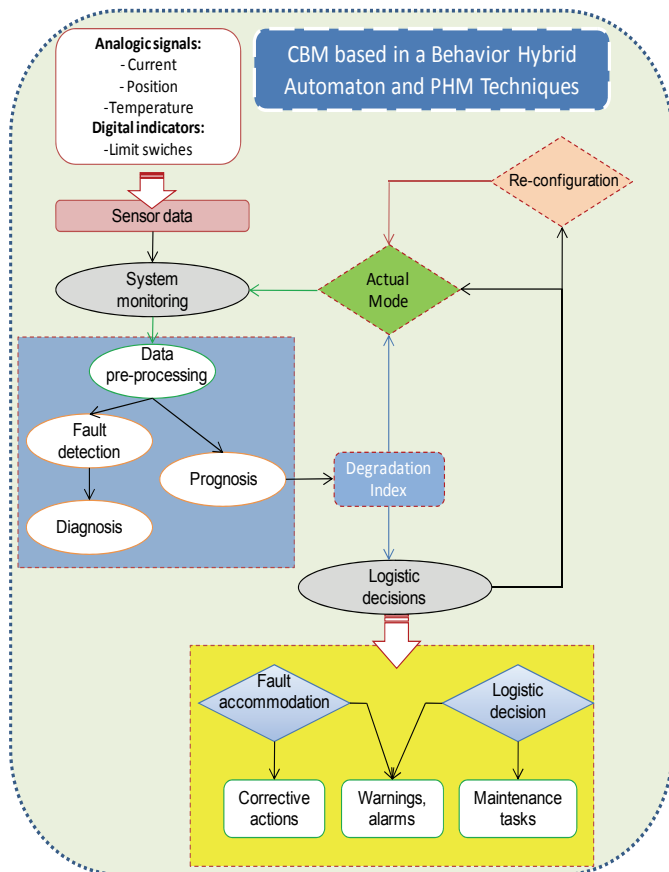 Analogic signals:
- Current
- Position
-Temperature
Digital indicators:
-Limit swiches
CBM based in a Behavior Hybrid
Automaton and PHM Techniques
Re-configuration
Sensor data
System
monitoring
Actual
Mode
Data
pre-processing
Fault
detection
Prognosis
Degradation
Index
Diagnosis
Logistic
decisions
Fault
accommodation
Logistic
decision
Corrective
actions
Warnings,
alarms
Maintenance
tasks